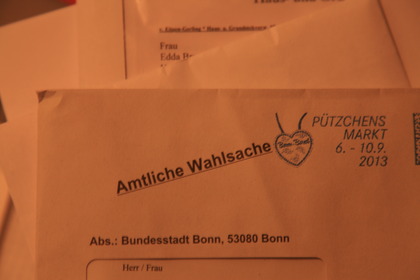 Frau
Edda
Amtliche Wahlsache
PÜTZCHENS
MARKT
6. - 10.9.
2013
Abs.: Bundesstadt Bonn, 53080 Bonn
Herr / Frau